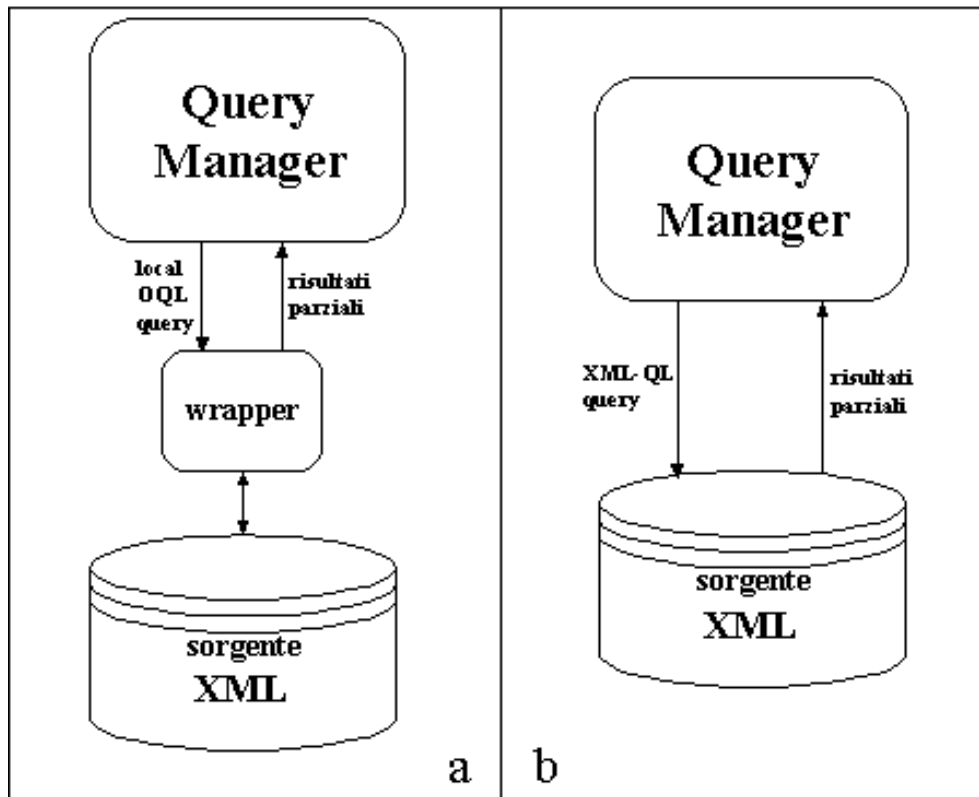 Query
Manager
local
OQL
query
risultati
parziali
wrapper
sorgente
XML
a
Query
Manager
XML-QL
query
risultati
parziali
sorgente
XML
b